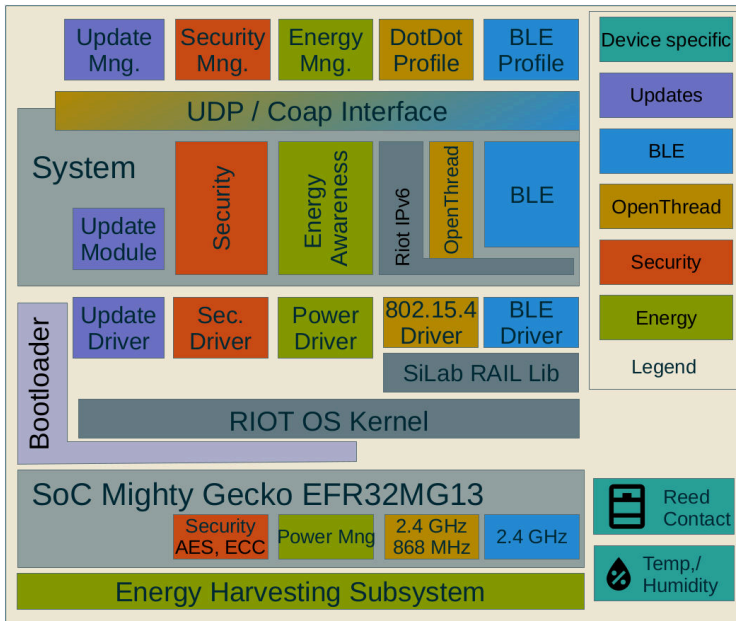 Update
Mng.
Security
Mng.
Energy
Mng.
DotDot
Profile
BLE
Profile
UDP / Coap Interface
System
Update
Module
Security
Energy
Awareness
Riot IPv6
OpenThread
BLE
Bootloader
Update
Driver
Sec.
Driver
Power
Driver
802.15.4
Driver
BLE
Driver
SiLab RAIL Lib
RIOT OS Kernel
SoC Mighty Gecko EFR32MG13
Security
AES, ECC
Power Mng
2.4 GHz
868 MHz
2.4 GHz
Energy Harvesting Subsystem
Device specific
Updates
BLE
OpenThread
Security
Energy
Legend
Reed
Contact
Temp,/
Humidity